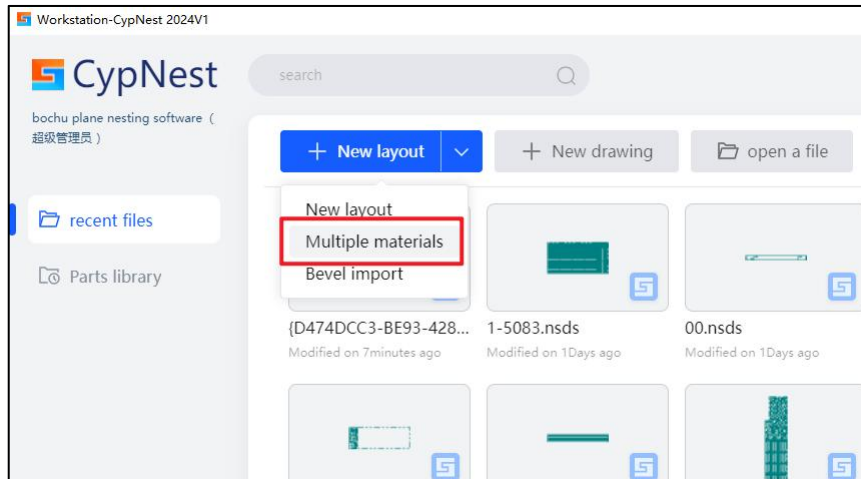 Workstation-CypNest 2024V1
CypNest
search
bochu plane nesting software (
超级管理员)
New layout
New drawing
open a file
recent files
Parts library
New layout
Multiple materials
Bevel import
{D474DCC3-BE93-428...
1-5083.nsds
00.nsds
Modified on 7minutes ago
Modified on 1Days ago
Modified on 1Days ago